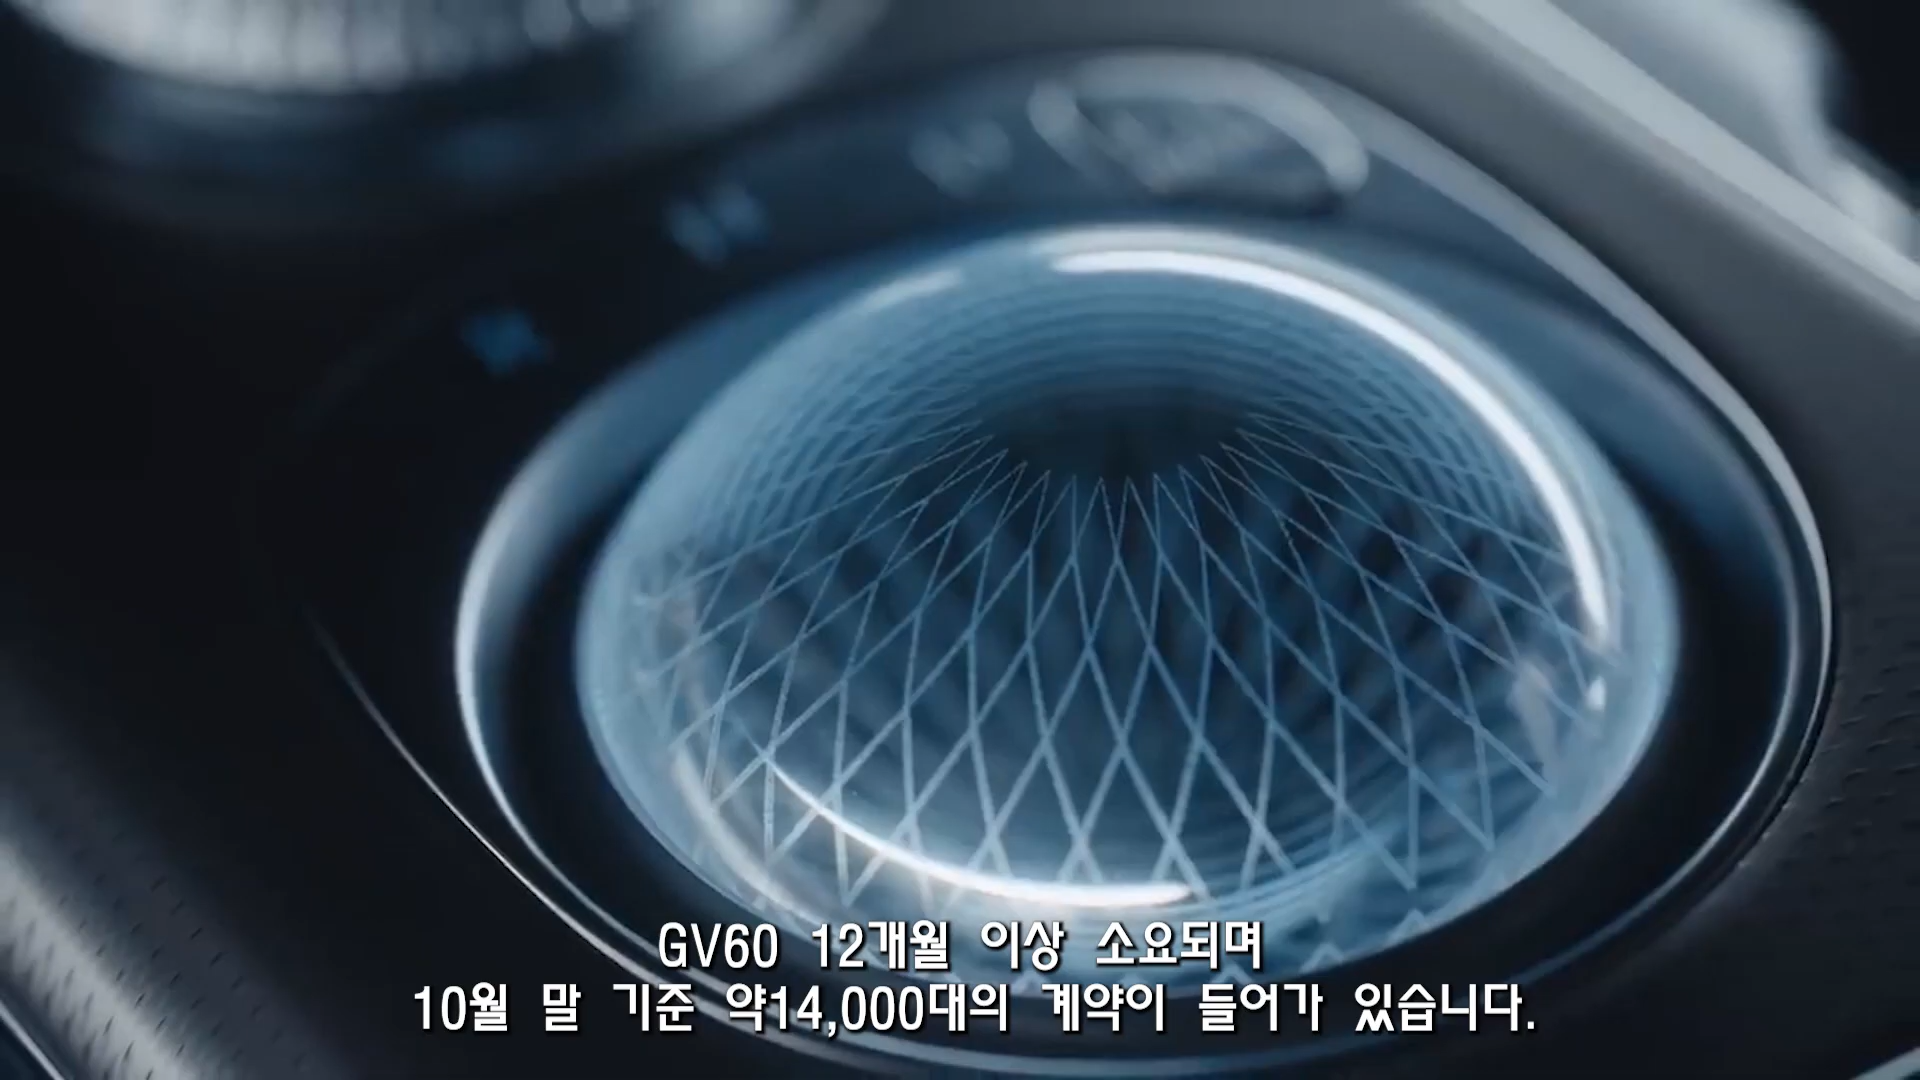 GV60 12개월 이상 소요되며
10월 말 기준 약14,000대의 계약이 들어가 있습니다.